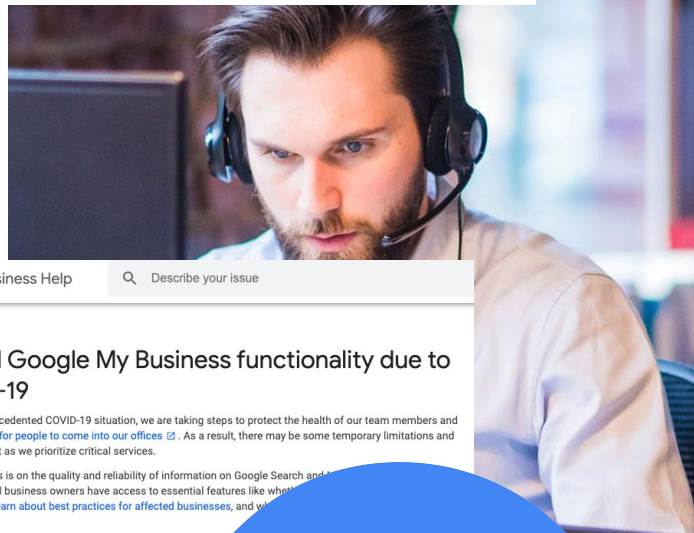 siness Help
Describe your issue
Google My Business functionality due to
-19
cedented COVID-19 situation, we are taking steps to protect the health of our team members and
for people to come into our offices . As a result, there may be some temporary limitations and
as we prioritize critical services.
s is on the quality and reliability of information on Google Search and
business owners have access to essential features like
earn about best practices for affected businesses, and